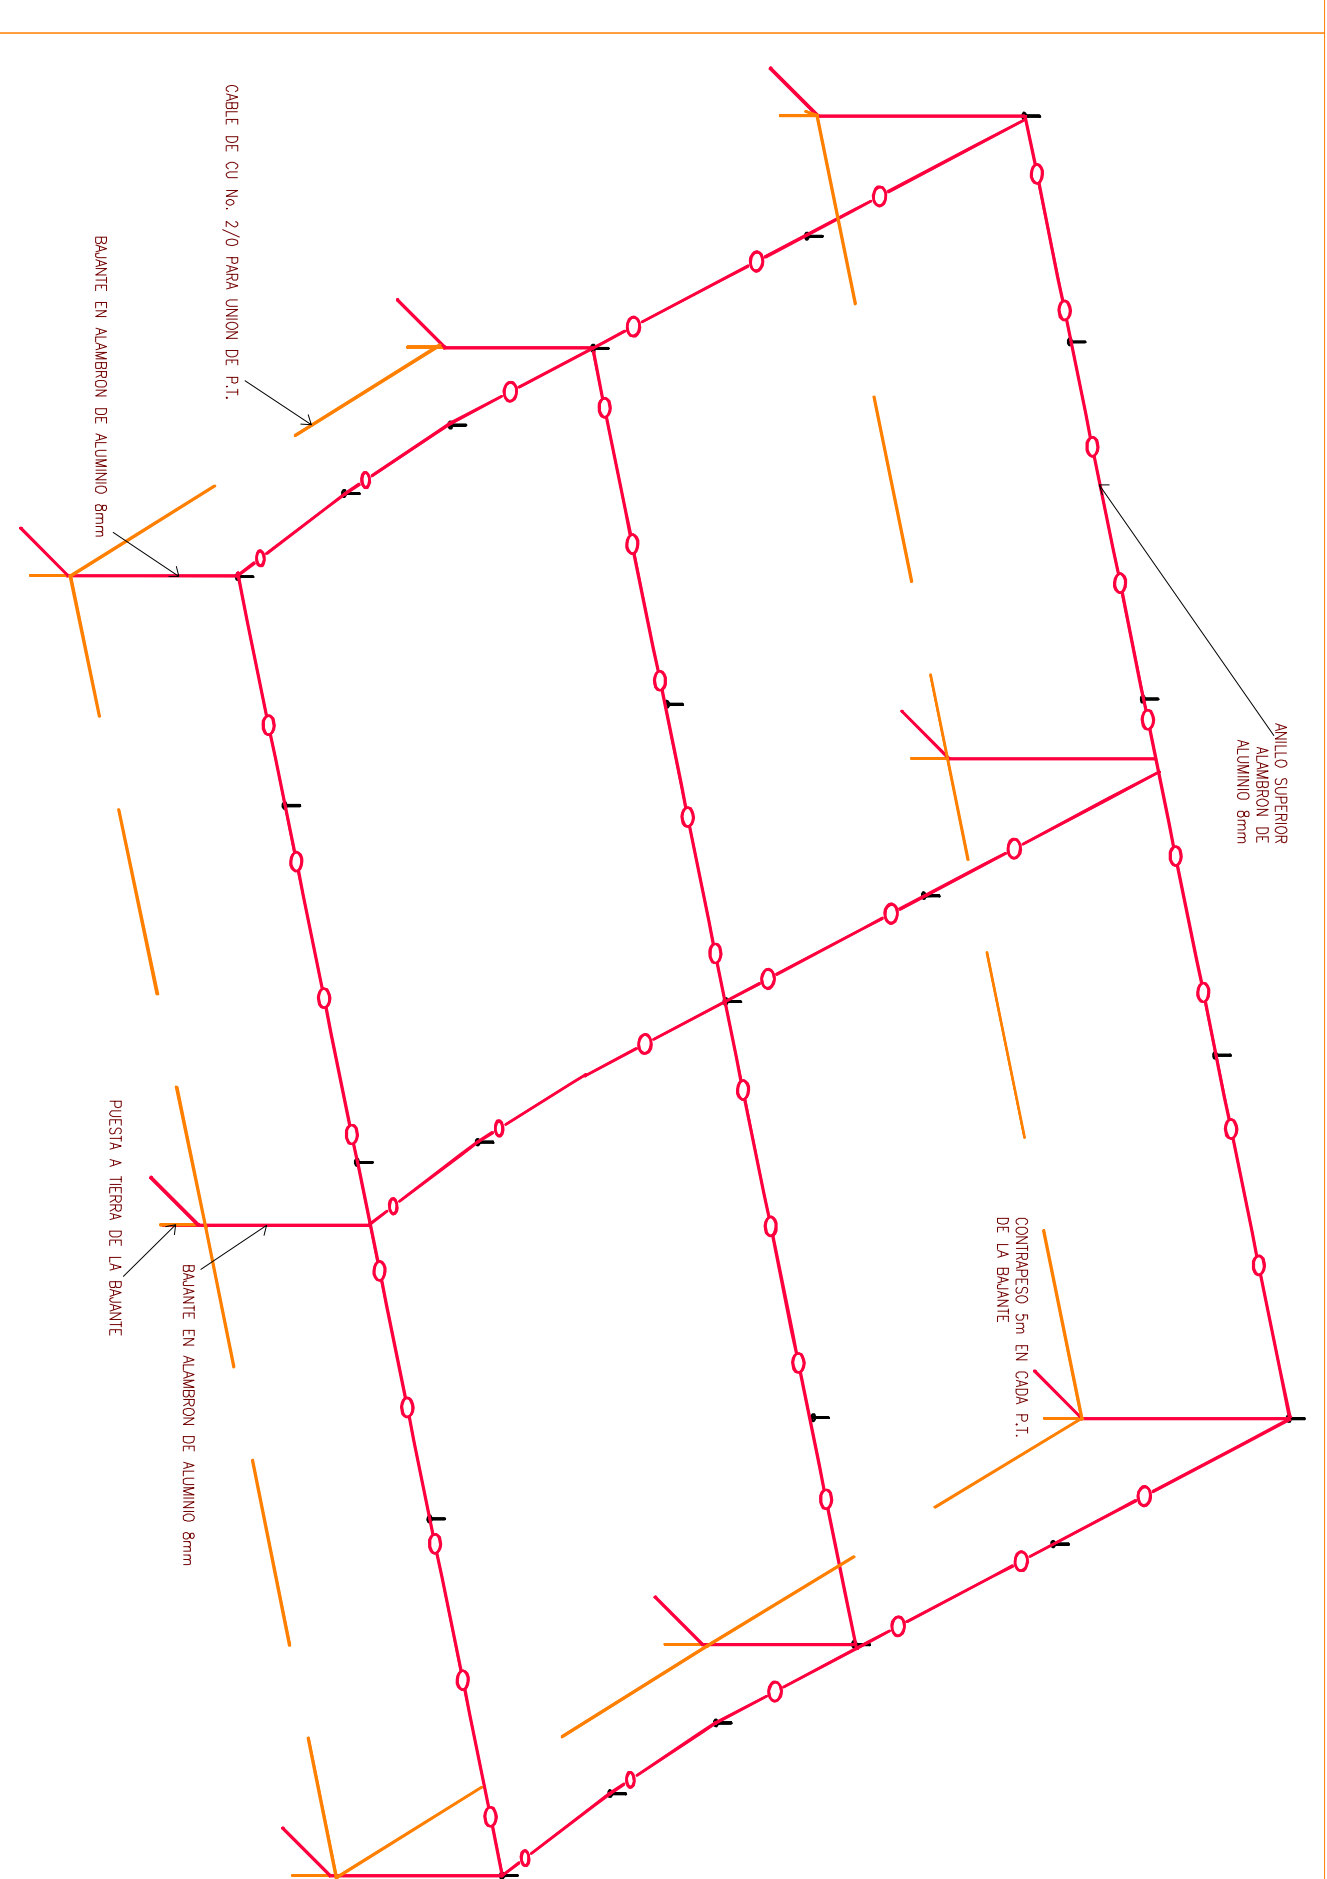 ANILLO SUPERIOR
ALAMBRON DE
ALUMINIO 8mm
CONTRAPESO 5m EN CADA P.T.
DE LA BAJANTE
CABLE DE CU No. 2/0 PARA UNION DE P.T.
BAJANTE EN ALAMBRON DE ALUMINIO 8mm
BAJANTE EN ALAMBRON DE ALUMINIO 8mm
PUESTA A TIERRA DE LA BAJANTE